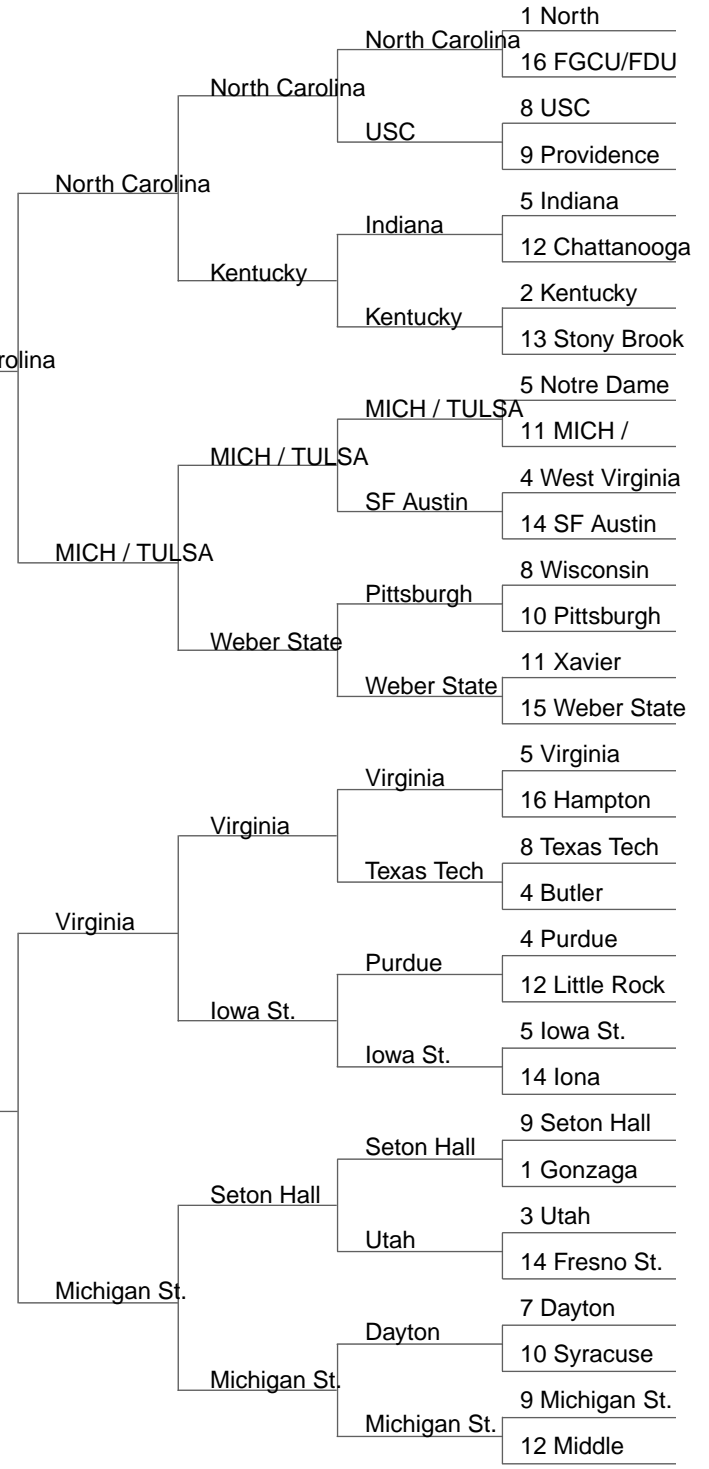 1 North
North Carolina
16 FGCU/FDU
North Carolina
8 USC
USC
9 Providence
North Carolina
5 Indiana
Indiana
12 Chattanooga
Kentucky
2 Kentucky
Kentucky
13 Stony Brook
rolina
5 Notre Dame
MICH / TULSA
11 MICH /
MICH / TULSA
4 West Virginia
SF Austin
14 SF Austin
MICH / TULSA
8 Wisconsin
Pittsburgh
10 Pittsburgh
Weber State
11 Xavier
Weber State
15 Weber State
5 Virginia
Virginia
16 Hampton
Virginia
8 Texas Tech
Texas Tech
4 Butler
Virginia
4 Purdue
Purdue
12 Little Rock
Iowa St.
5 Iowa St.
Iowa St.
14 Iona
9 Seton Hall
Seton Hall
1 Gonzaga
Seton Hall
3 Utah
Utah
14 Fresno St.
Michigan St.
7 Dayton
Dayton
10 Syracuse
Michigan St.
9 Michigan St.
Michigan St.
12 Middle